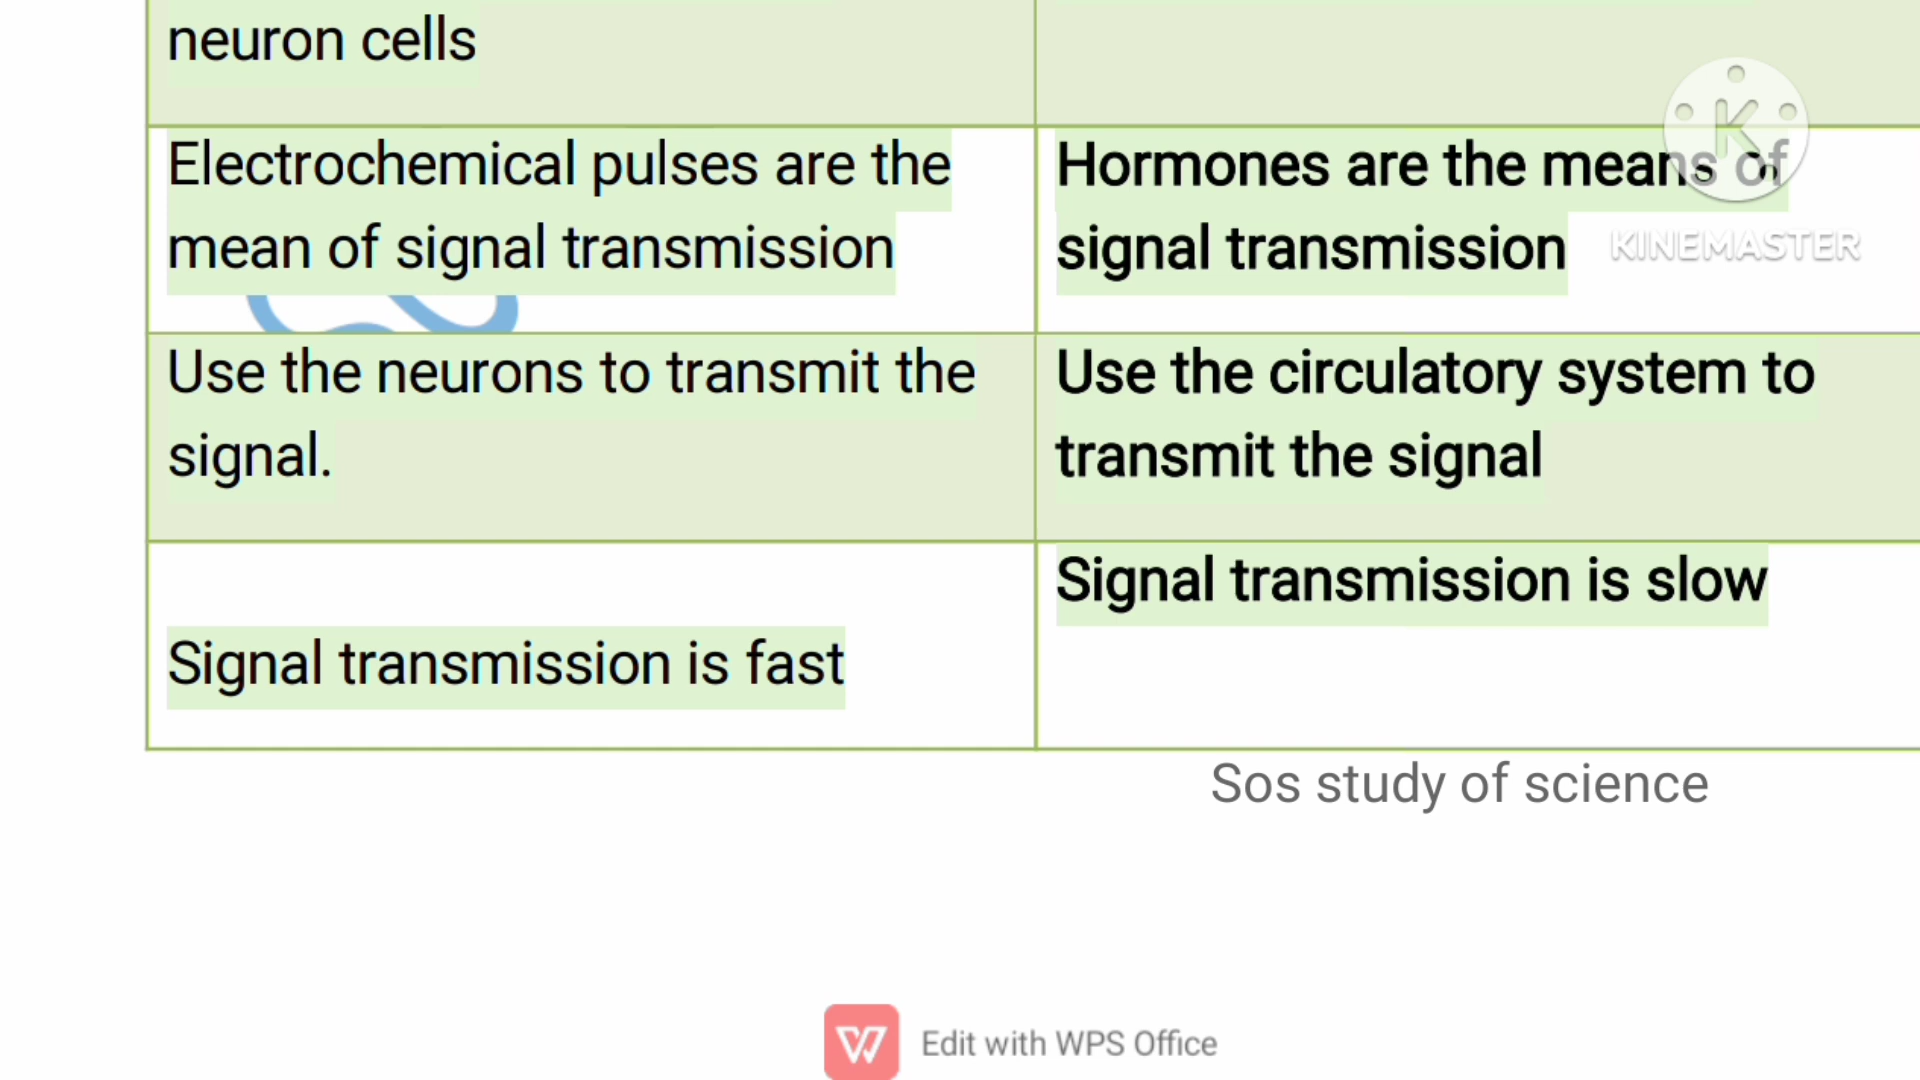 neuron cells
Electrochemical pulses are the
mean of signal transmission
Hormones are the means of
signal transmission
KINEMASTER
Use the neurons to transmit the
signal.
Use the circulatory system to
transmit the signal
Signal transmission is fast
Signal transmission is slow
Sos study of science
Edit with WPS Office